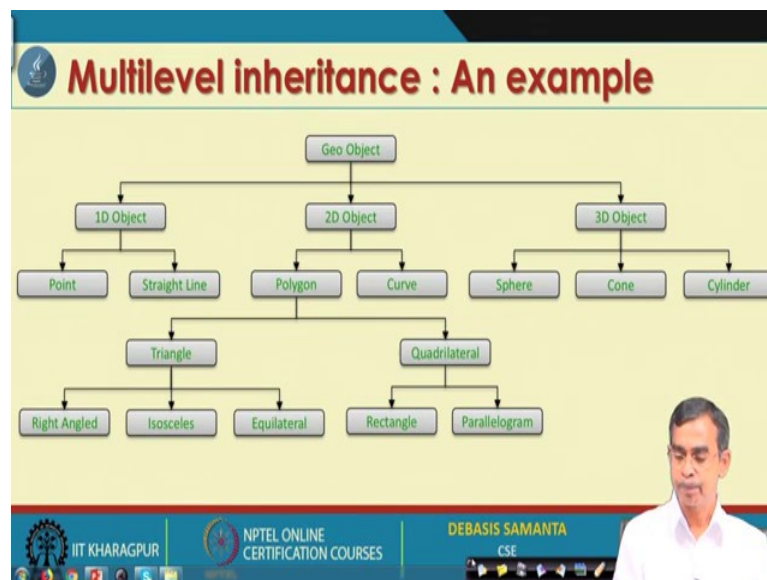 Multilevel inheritance : An example
Geo Object
1D Object
2D Object
3D Object
Point
Straight Line
Polygon
Curve
Sphere
Cone
Cylinder
Triangle
Quadrilateral
Right Angled
Isosceles
Equilateral
Rectangle
Parallelogram
IIT KHARAGPUR
NPTEL ONLINE
CERTIFICATION COURSES
DEBASIS SAMANTA
CSE